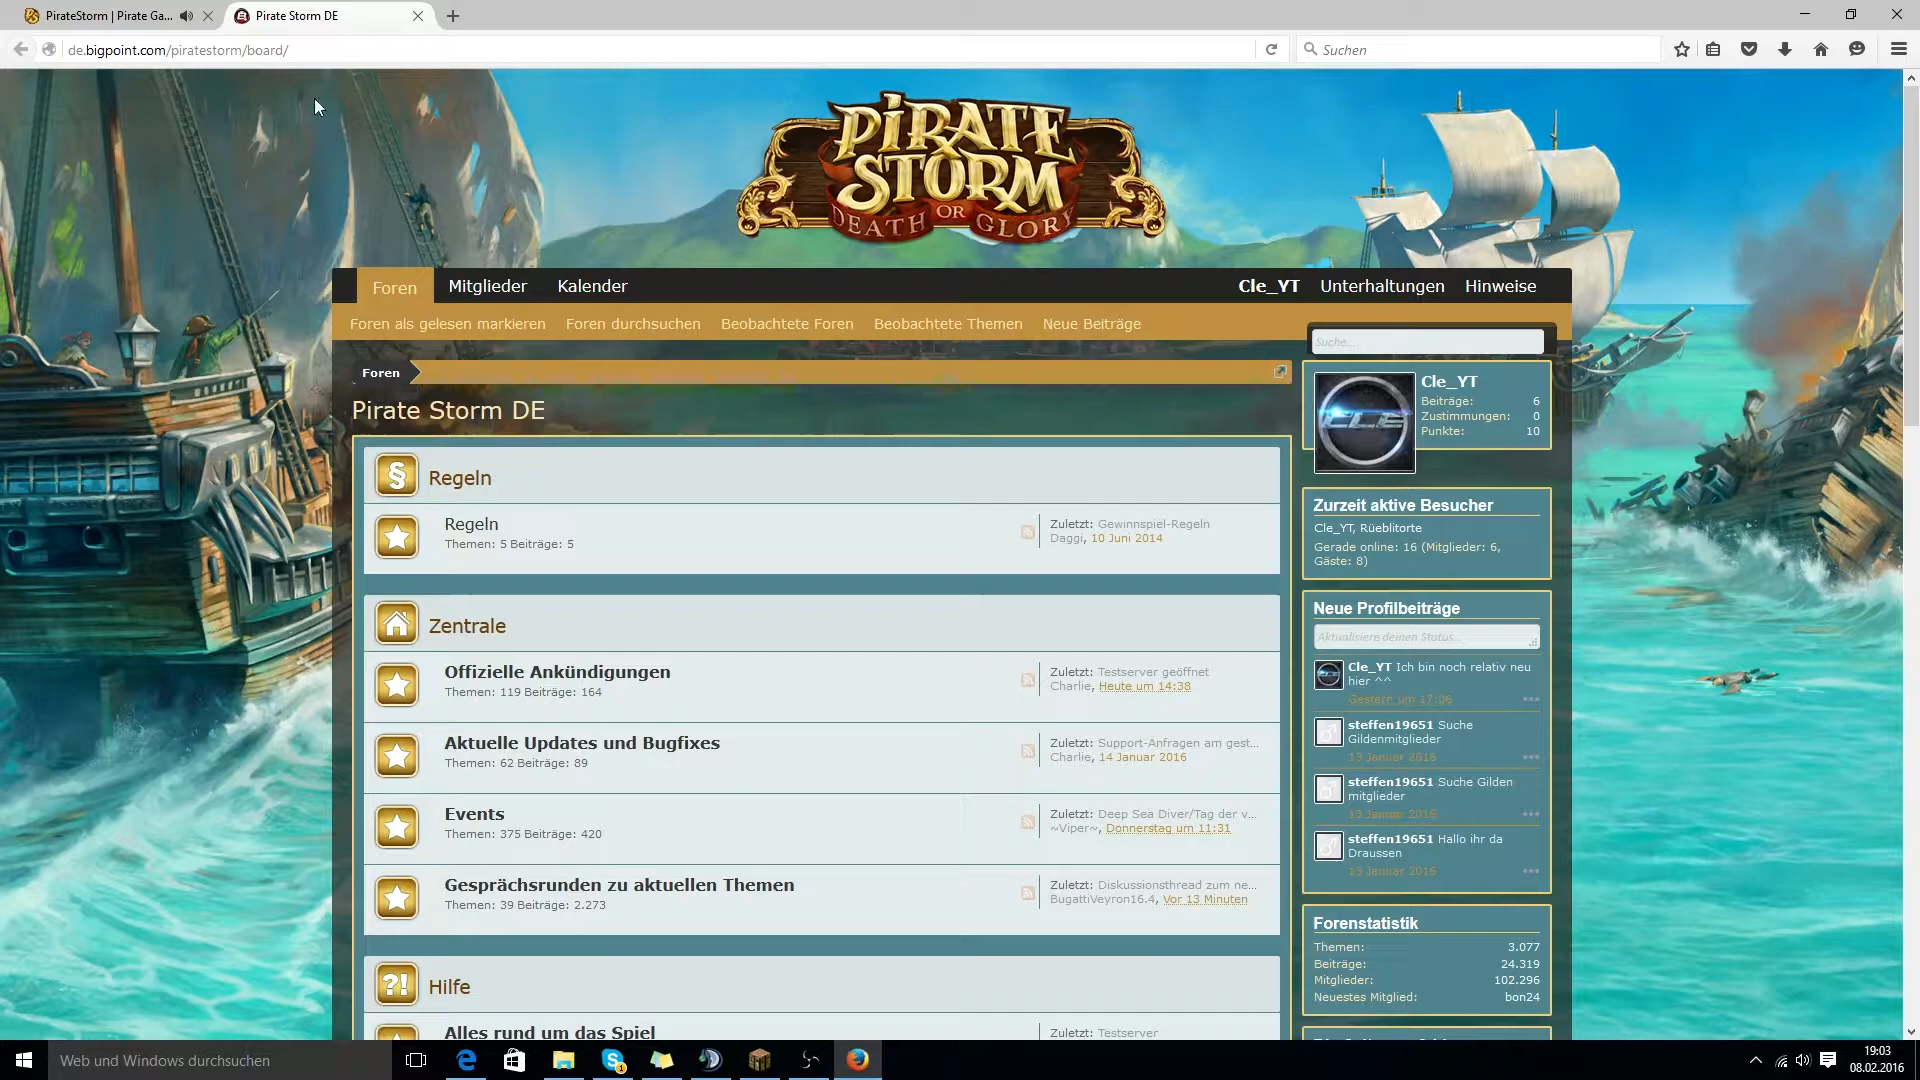 PirateStorm | Pirate Ga...
Pirate Storm DE
de.bigpoint.com/piratestorm/board/
Suchen
PIRATE
STORM
DEATH OR GLORY
Foren
Mitglieder
Kalender
Cle_YT
Unterhaltungen
Hinweise
Foren als gelesen markieren
Foren durchsuchen
Beobachtete Foren
Beobachtete Themen
Neue Beiträge
Suche...
Foren
Pirate Storm DE
§
Regeln
Regeln
Themen: 5 Beiträge: 5
Zuletzt: Gewinnspiel-Regeln
Daggi, 10 Juni 2014
Zentrale
Offizielle Ankündigungen
Themen: 119 Beiträge: 164
Zuletzt: Testserver geöffnet
Charlie, Heute um 14:38
Aktuelle Updates und Bugfixes
Themen: 62 Beiträge: 89
Zuletzt: Support-Anfragen am gest...
Charlie, 14 Januar 2016
Events
Themen: 375 Beiträge: 420
Zuletzt: Deep Sea Diver/Tag der v...
~Viper~, Donnerstag um 11:31
Gesprächsrunden zu aktuellen Themen
Themen: 39 Beiträge: 2.273
Zuletzt: Diskussionsthread zum ne...
BugattiVeyron16.4, Vor 13 Minuten
?!
Hilfe
Alles rund um das Spiel
Zuletzt: Testserver
CLE
Cle_YT
Beiträge: 6
Zustimmungen: 0
Punkte: 10
Zurzeit aktive Besucher
Cle_YT, Rüeblitorte
Gerade online: 16 (Mitglieder: 6,
Gäste: 8)
Neue Profilbeiträge
Aktualisiere deinen Status...
Cle_YT Ich bin noch relativ neu
hier ^^
Gestern um 17:06
steffen19651 Suche
Gildenmitglieder
13 Januar 2016
steffen19651 Suche Gilden
mitglieder
13 Januar 2016
steffen19651 Hallo ihr da
Draussen
13 Januar 2016
Forenstatistik
Themen: 3.077
Beiträge: 24.319
Mitglieder: 102.296
Neuestes Mitglied: bon24
Web und Windows durchsuchen
1
19:03
08.02.2016